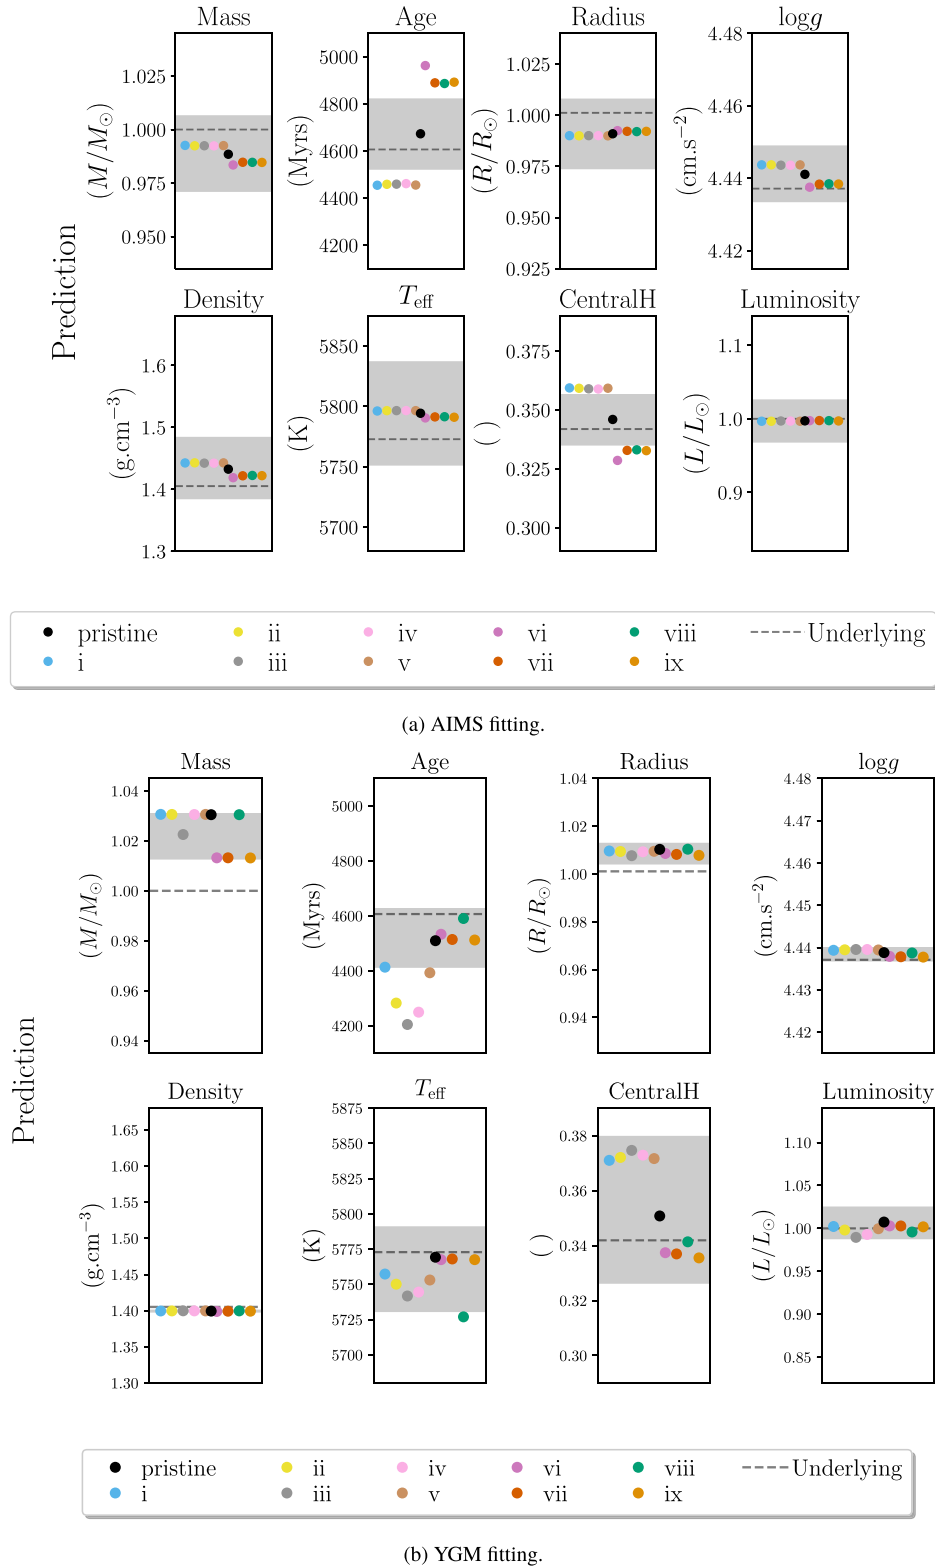 Prediction
Mass
Age
Radius
log g
(M/M⊙)
1.025
1.000
0.975
0.950
(Myrs)
5000
4800
4600
4400
4200
(R/R⊙)
1.025
1.000
0.975
0.950
0.925
(cm.s−2)
4.48
4.46
4.44
4.42
Density
Teff
CentralH
Luminosity
(g.cm−3)
1.6
1.5
1.4
1.3
(K)
5850
5800
5750
5700
()
0.375
0.350
0.325
0.300
(L/L⊙)
1.1
1.0
0.9
pristine ii iv vi viii Underlying
i iii v vii ix
(a) AIMS fitting.
Prediction
Mass
Age
Radius
log g
(M/M⊙)
1.04
1.02
1.00
0.98
0.96
0.94
(Myrs)
5000
4800
4600
4400
4200
(R/R⊙)
1.04
1.02
1.00
0.98
0.96
0.94
(cm.s−2)
4.48
4.47
4.46
4.45
4.44
4.43
4.42
Density
Teff
CentralH
Luminosity
(g.cm−3)
1.65
1.60
1.55
1.50
1.45
1.40
1.35
1.30
(K)
5875
5850
5825
5800
5775
5750
5725
5700
()
0.38
0.36
0.34
0.32
0.30
(L/L⊙)
1.10
1.05
1.00
0.95
0.90
0.85
pristine ii iv vi viii Underlying
i iii v vii ix
(b) YGM fitting.